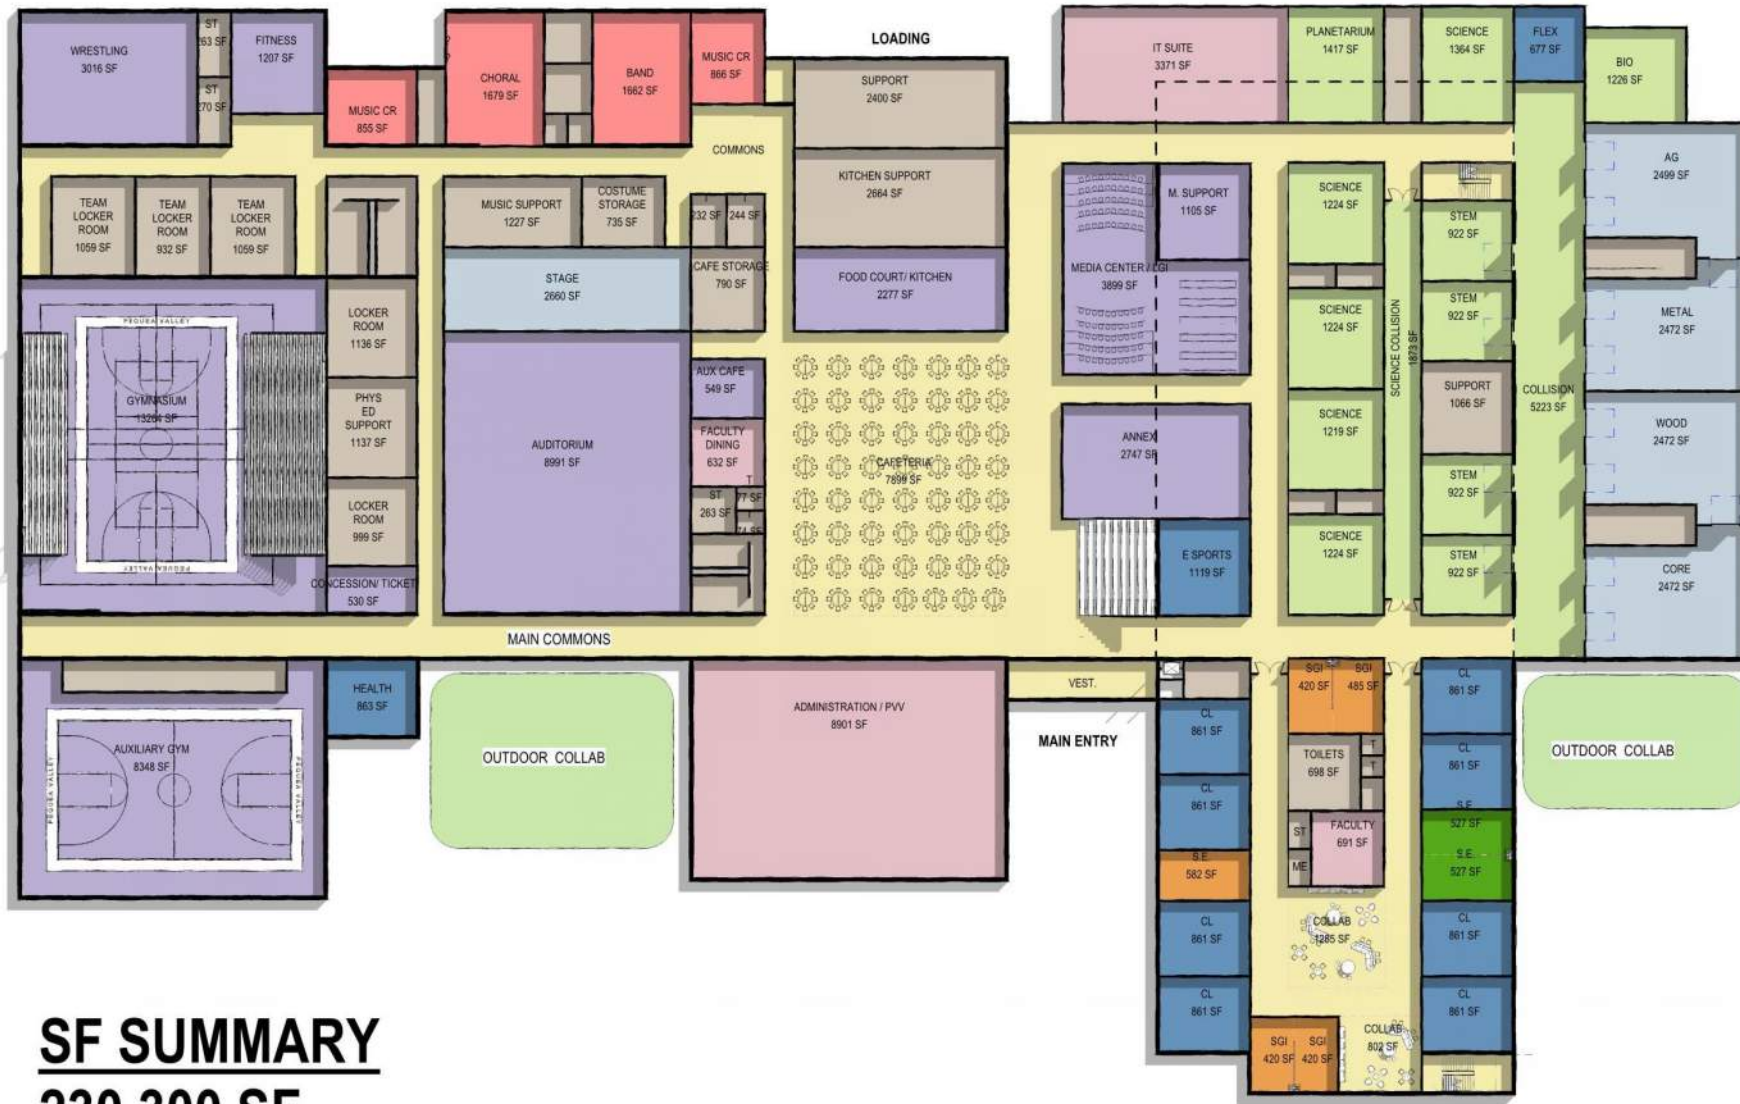 WRESTLING
3016 SF
ST
263 SF
ST
270 SF
FITNESS
1207 SF
MUSIC CR
855 SF
CHORAL
1679 SF
BAND
1662 SF
MUSIC CR
866 SF
LOADING
SUPPORT
2400 SF
COMMONS
KITCHEN SUPPORT
2664 SF
IT SUITE
3371 SF
PLANETARIUM
1417 SF
SCIENCE
1364 SF
FLEX
677 SF
BIO
1226 SF
TEAM
LOCKER
ROOM
1059 SF
TEAM
LOCKER
ROOM
932 SF
TEAM
LOCKER
ROOM
1059 SF
MUSIC SUPPORT
1227 SF
COSTUME
STORAGE
735 SF
232 SF
244 SF
STAGE
2660 SF
CAFE STORAGE
790 SF
FOOD COURT/ KITCHEN
2277 SF
M. SUPPORT
1105 SF
MEDIA CENTER / LGI
3899 SF
SCIENCE
1224 SF
STEM
922 SF
AG
2499 SF
PEQUEA VALLEY
GYMNASIUM
13264 SF
PEQUEA VALLEY
LOCKER
ROOM
1136 SF
PHYS
ED
SUPPORT
1137 SF
LOCKER
ROOM
999 SF
CONCESSION/ TICKET
530 SF
AUDITORIUM
8991 SF
AUX CAFE
549 SF
FACULTY
DINING
632 SF
T
77 SF
ST
263 SF
T
74 SF
CAFETERIA
7899 SF
ANNEX
2747 SF
E SPORTS
1119 SF
SCIENCE
1224 SF
SCIENCE
1219 SF
SCIENCE
1224 SF
SCIENCE COLLISION
1873 SF
STEM
922 SF
SUPPORT
1066 SF
STEM
922 SF
STEM
922 SF
COLLISION
5223 SF
METAL
2472 SF
WOOD
2472 SF
CORE
2472 SF
MAIN COMMONS
HEALTH
863 SF
AUXILIARY GYM
8348 SF
PEQUEA VALLEY
PEQUEA VALLEY
OUTDOOR COLLAB
ADMINISTRATION / PVV
8901 SF
VEST.
MAIN ENTRY
CL
861 SF
CL
861 SF
S.E.
582 SF
CL
861 SF
CL
861 SF
SGI
420 SF
SGI
485 SF
TOILETS
698 SF
T
T
ST
ME
FACULTY
691 SF
COLLAB
1285 SF
COLLAB
802 SF
SGI
420 SF
SGI
420 SF
CL
861 SF
CL
861 SF
S.E.
527 SF
S.E.
527 SF
CL
861 SF
CL
861 SF
OUTDOOR COLLAB
SF SUMMARY